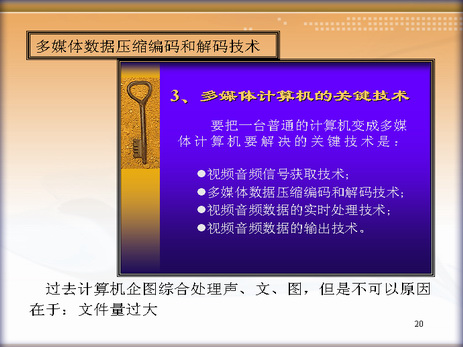 多媒体数据压缩编码和解码技术
3、多媒体计算机的关键技术
要把一台普通的计算机变成多媒
体计算机要解决的关键技术是：
●视频音频信号获取技术；
●多媒体数据压缩编码和解码技术；
●视频音频数据的实时处理技术；
●视频音频数据的输出技术。
过去计算机企图综合处理声、文、图，但是不可以原因
在于：文件量过大
20